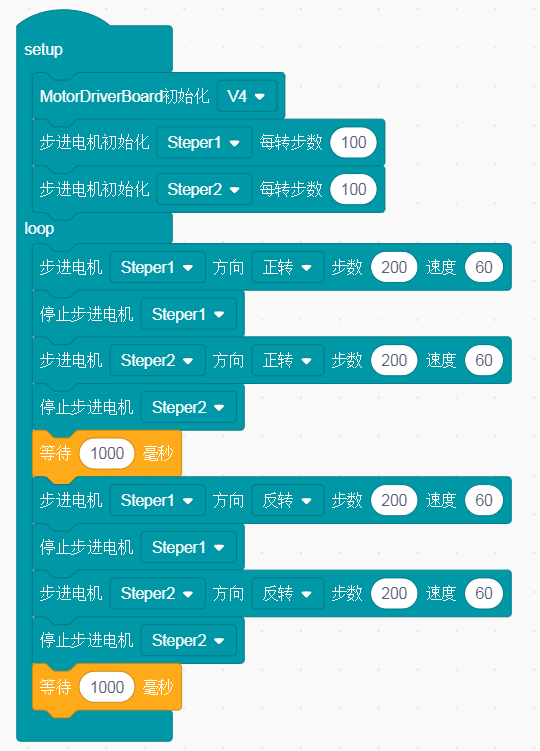 setup
MotorDriverBoard初始化 V4
步进电机初始化 Steper1 每转步数 100
步进电机初始化 Steper2 每转步数 100
loop
步进电机 Steper1 方向 正转 步数 200 速度 60
停止步进电机 Steper1
步进电机 Steper2 方向 正转 步数 200 速度 60
停止步进电机 Steper2
等待 1000 毫秒
步进电机 Steper1 方向 反转 步数 200 速度 60
停止步进电机 Steper1
步进电机 Steper2 方向 反转 步数 200 速度 60
停止步进电机 Steper2
等待 1000 毫秒